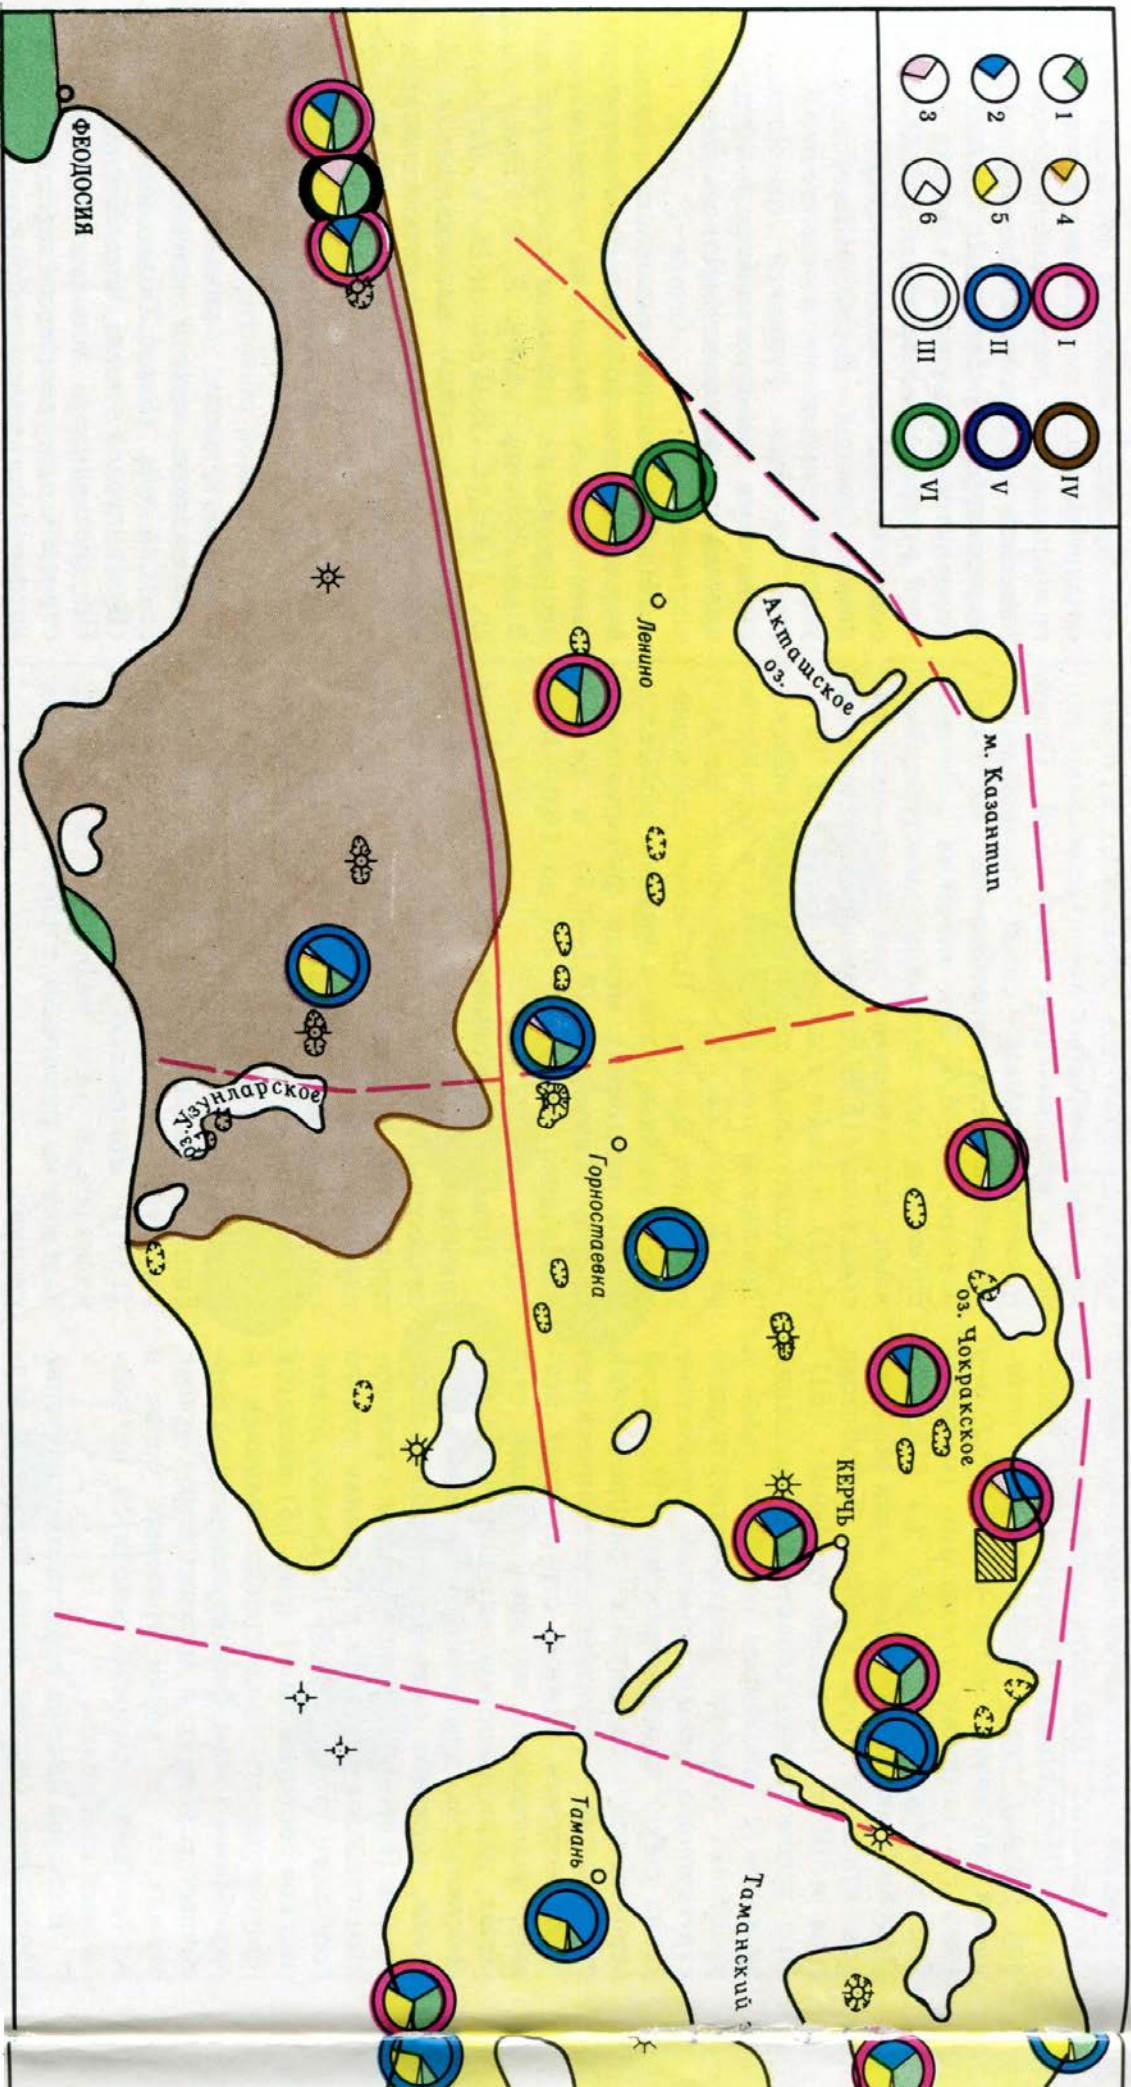 1
2
3
4
5
6
I
II
III
IV
V
VI
ФЕОДОСИЯ
Ленино
Акташское
оз.
м. Казантип
оз. Узунларское
Горностаевка
оз. Чокракское
КЕРЧЬ
Тамань
Таманский з